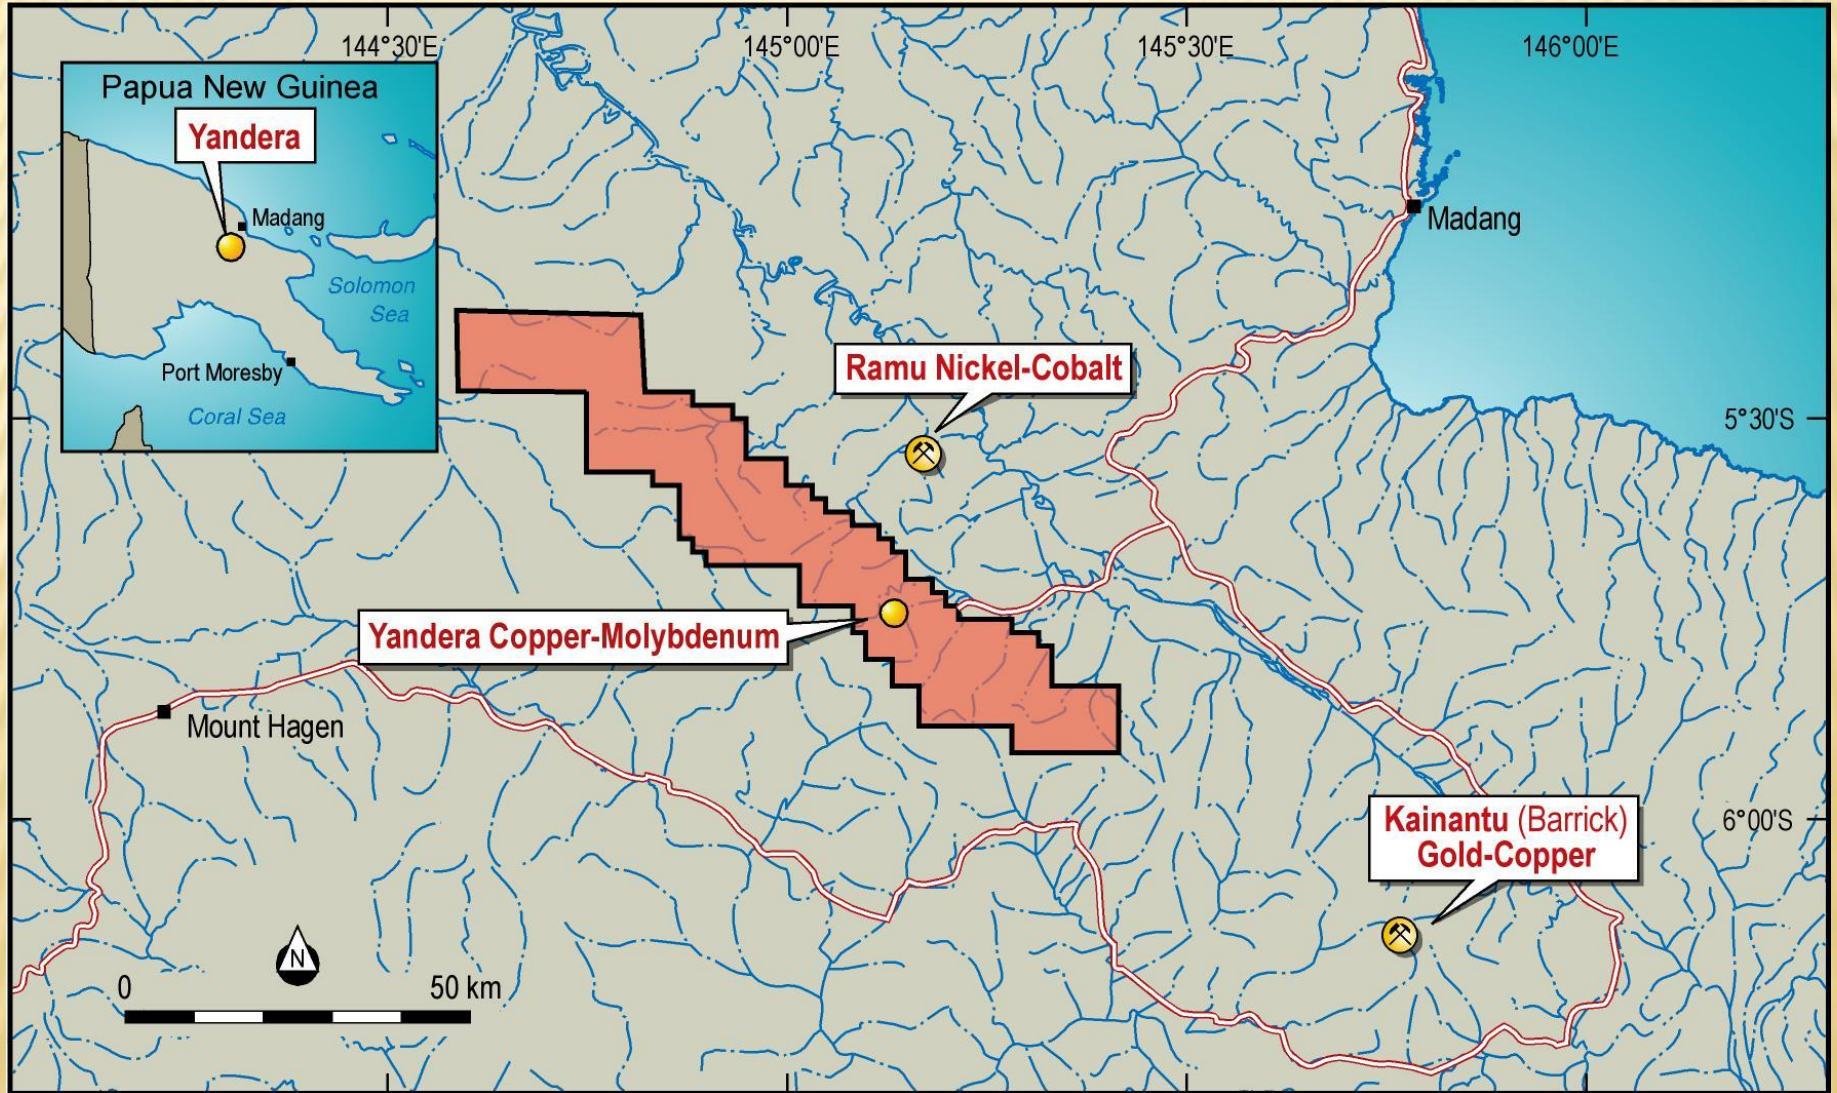 144°30'E
145°00'E
145°30'E
146°00'E
Papua New Guinea
Yandera
Madang
Solomon
Sea
Port Moresby
Coral Sea
Madang
Ramu Nickel-Cobalt
5°30'S
Yandera Copper-Molybdenum
Mount Hagen
Kainantu (Barrick)
Gold-Copper
6°00'S
N
0 50 km